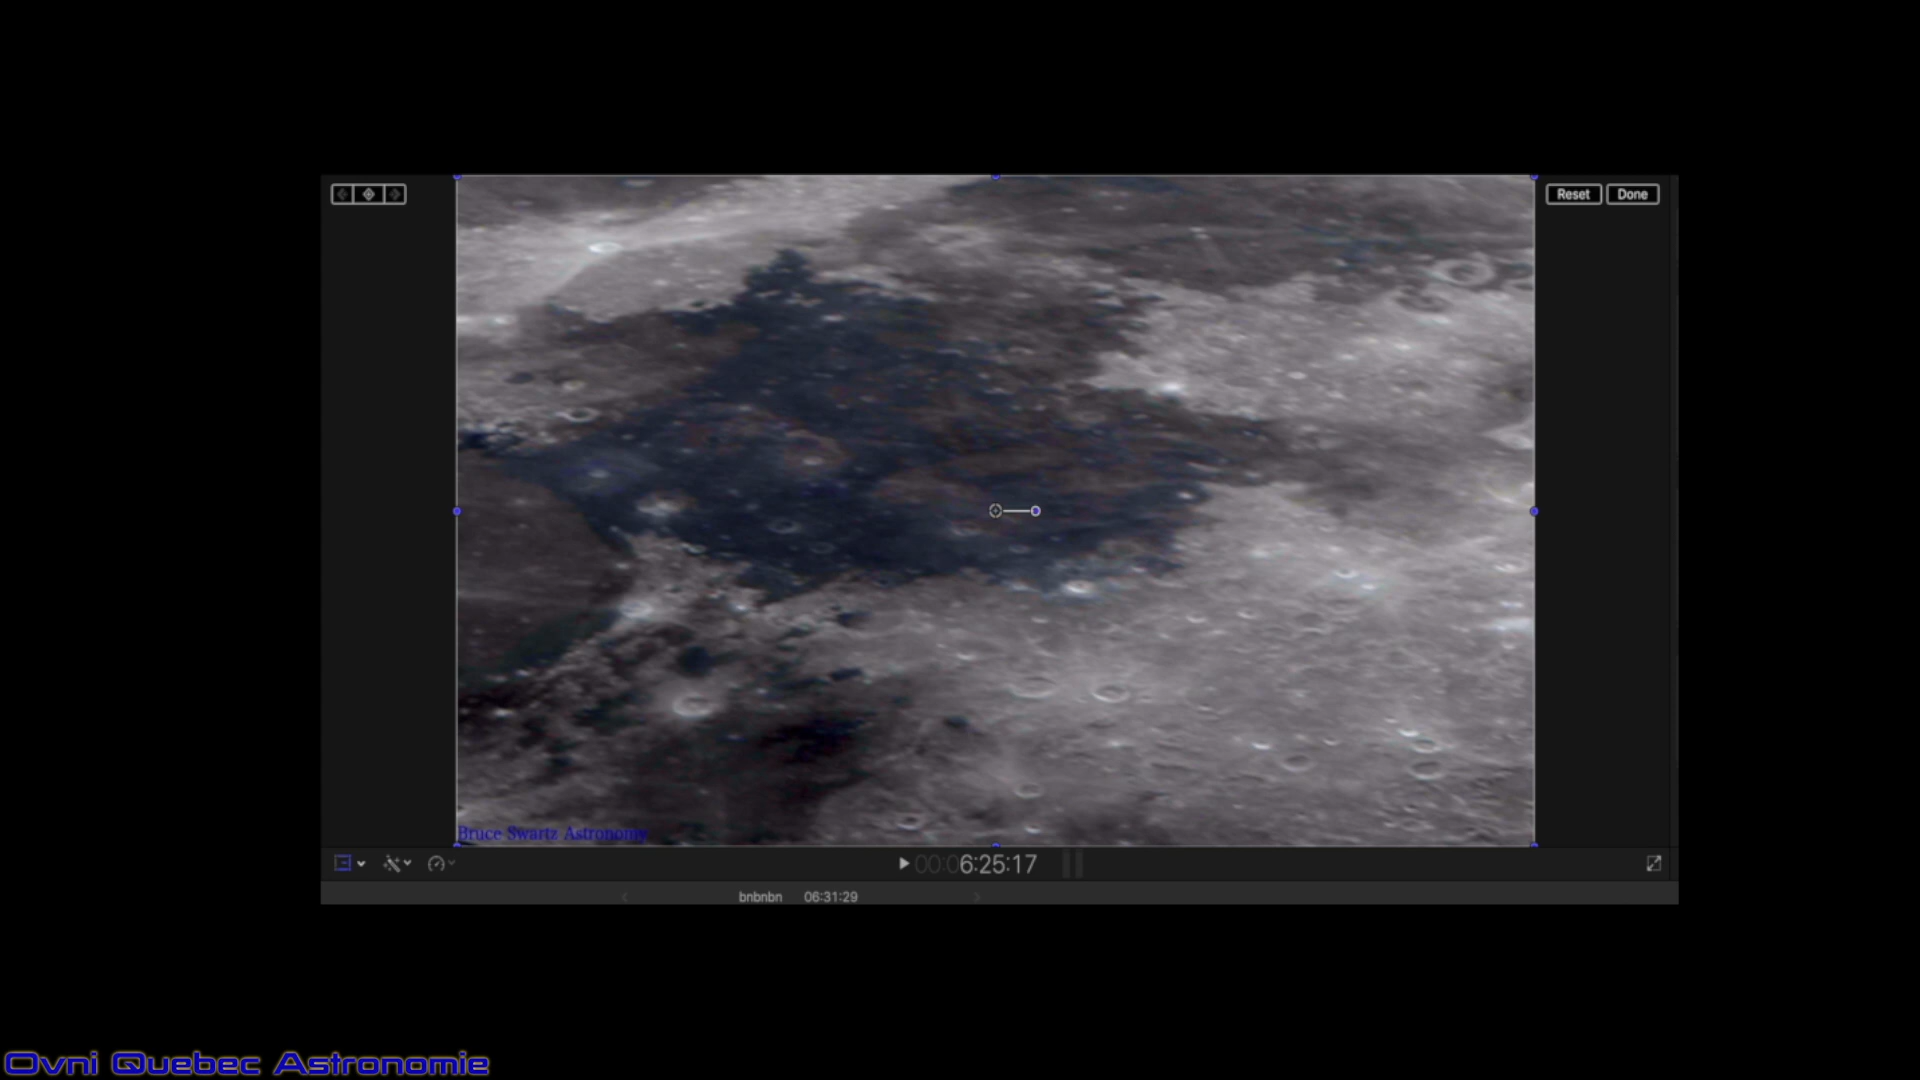 Reset Done
Bruce Swartz Astronomy
00:06:25:17
bnbnbn 06:31:29
Ovni Quebec Astronomie